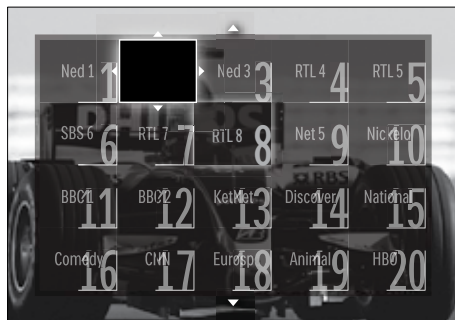 Ned 1 1 Ned 3 3 RTL 4 4 RTL 5 5
SBS 6 6 RTL 7 7 RTL 8 8 Net 5 9 Nickelo 10
BBC1 11 BBC2 12 KetNet 13 Discover 14 National 15
Comedy 16 CNN 17 Eurosp 18 Animal 19 HBO 20
RBS